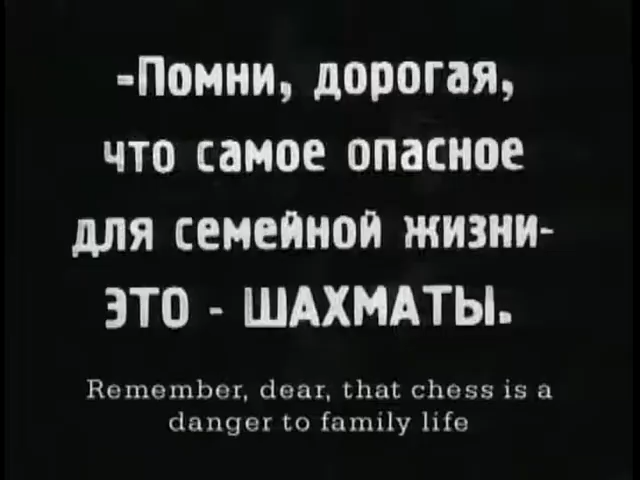 -Помни, дорогая,
что самое опасное
для семейной жизни-
ЭТО - ШАХМАТЫ.
Remember, dear, that chess is a
danger to family life